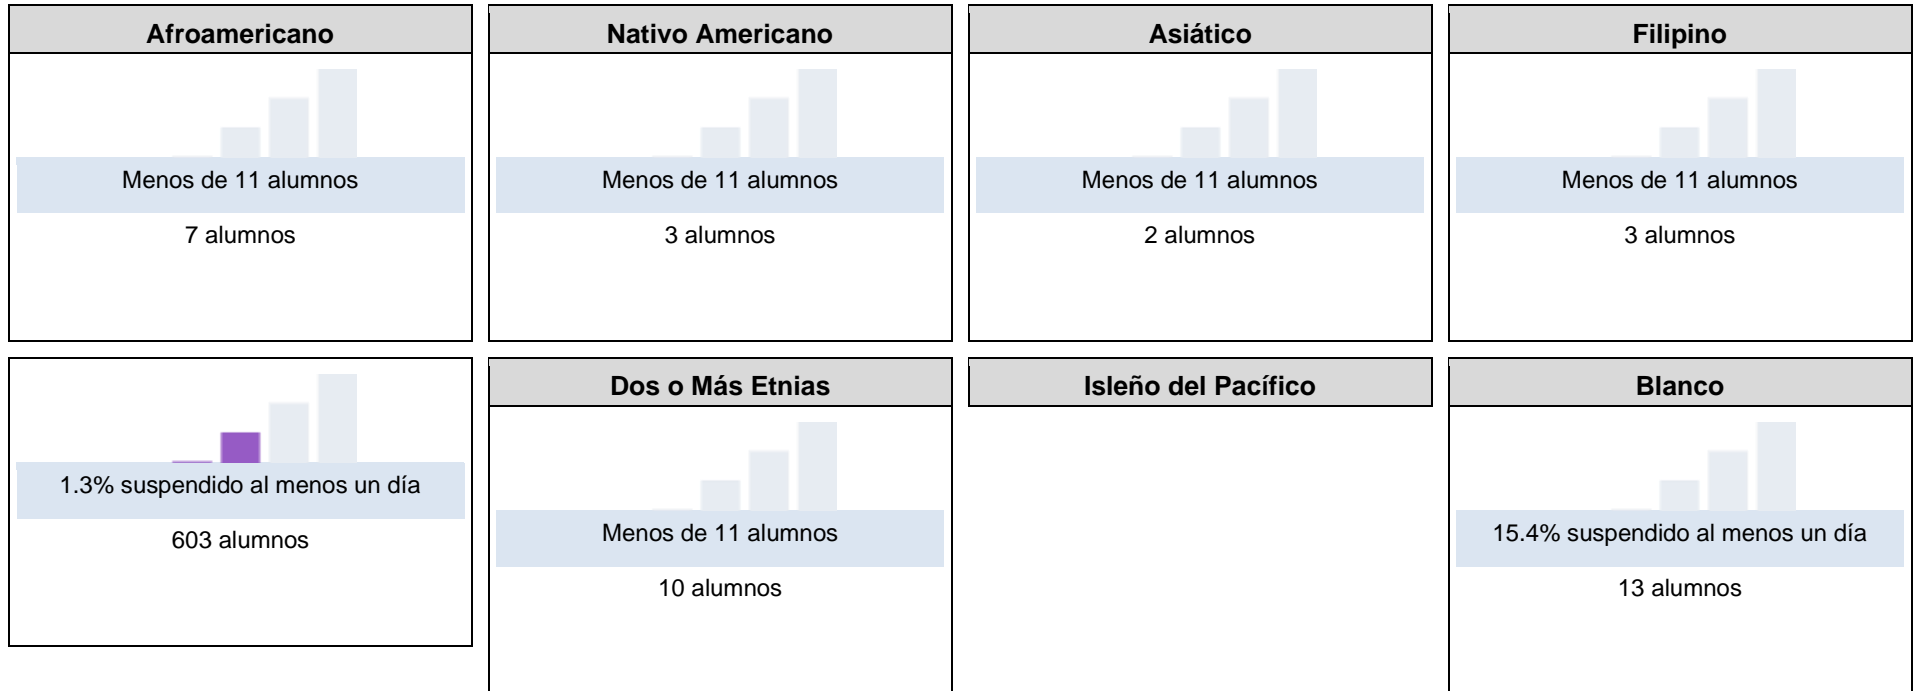 Afroamericano
Menos de 11 alumnos
7 alumnos
Nativo Americano
Menos de 11 alumnos
3 alumnos
Asiático
Menos de 11 alumnos
2 alumnos
Filipino
Menos de 11 alumnos
3 alumnos
1.3% suspendido al menos un día
603 alumnos
Dos o Más Etnias
Menos de 11 alumnos
10 alumnos
Isleño del Pacífico
Blanco
15.4% suspendido al menos un día
13 alumnos